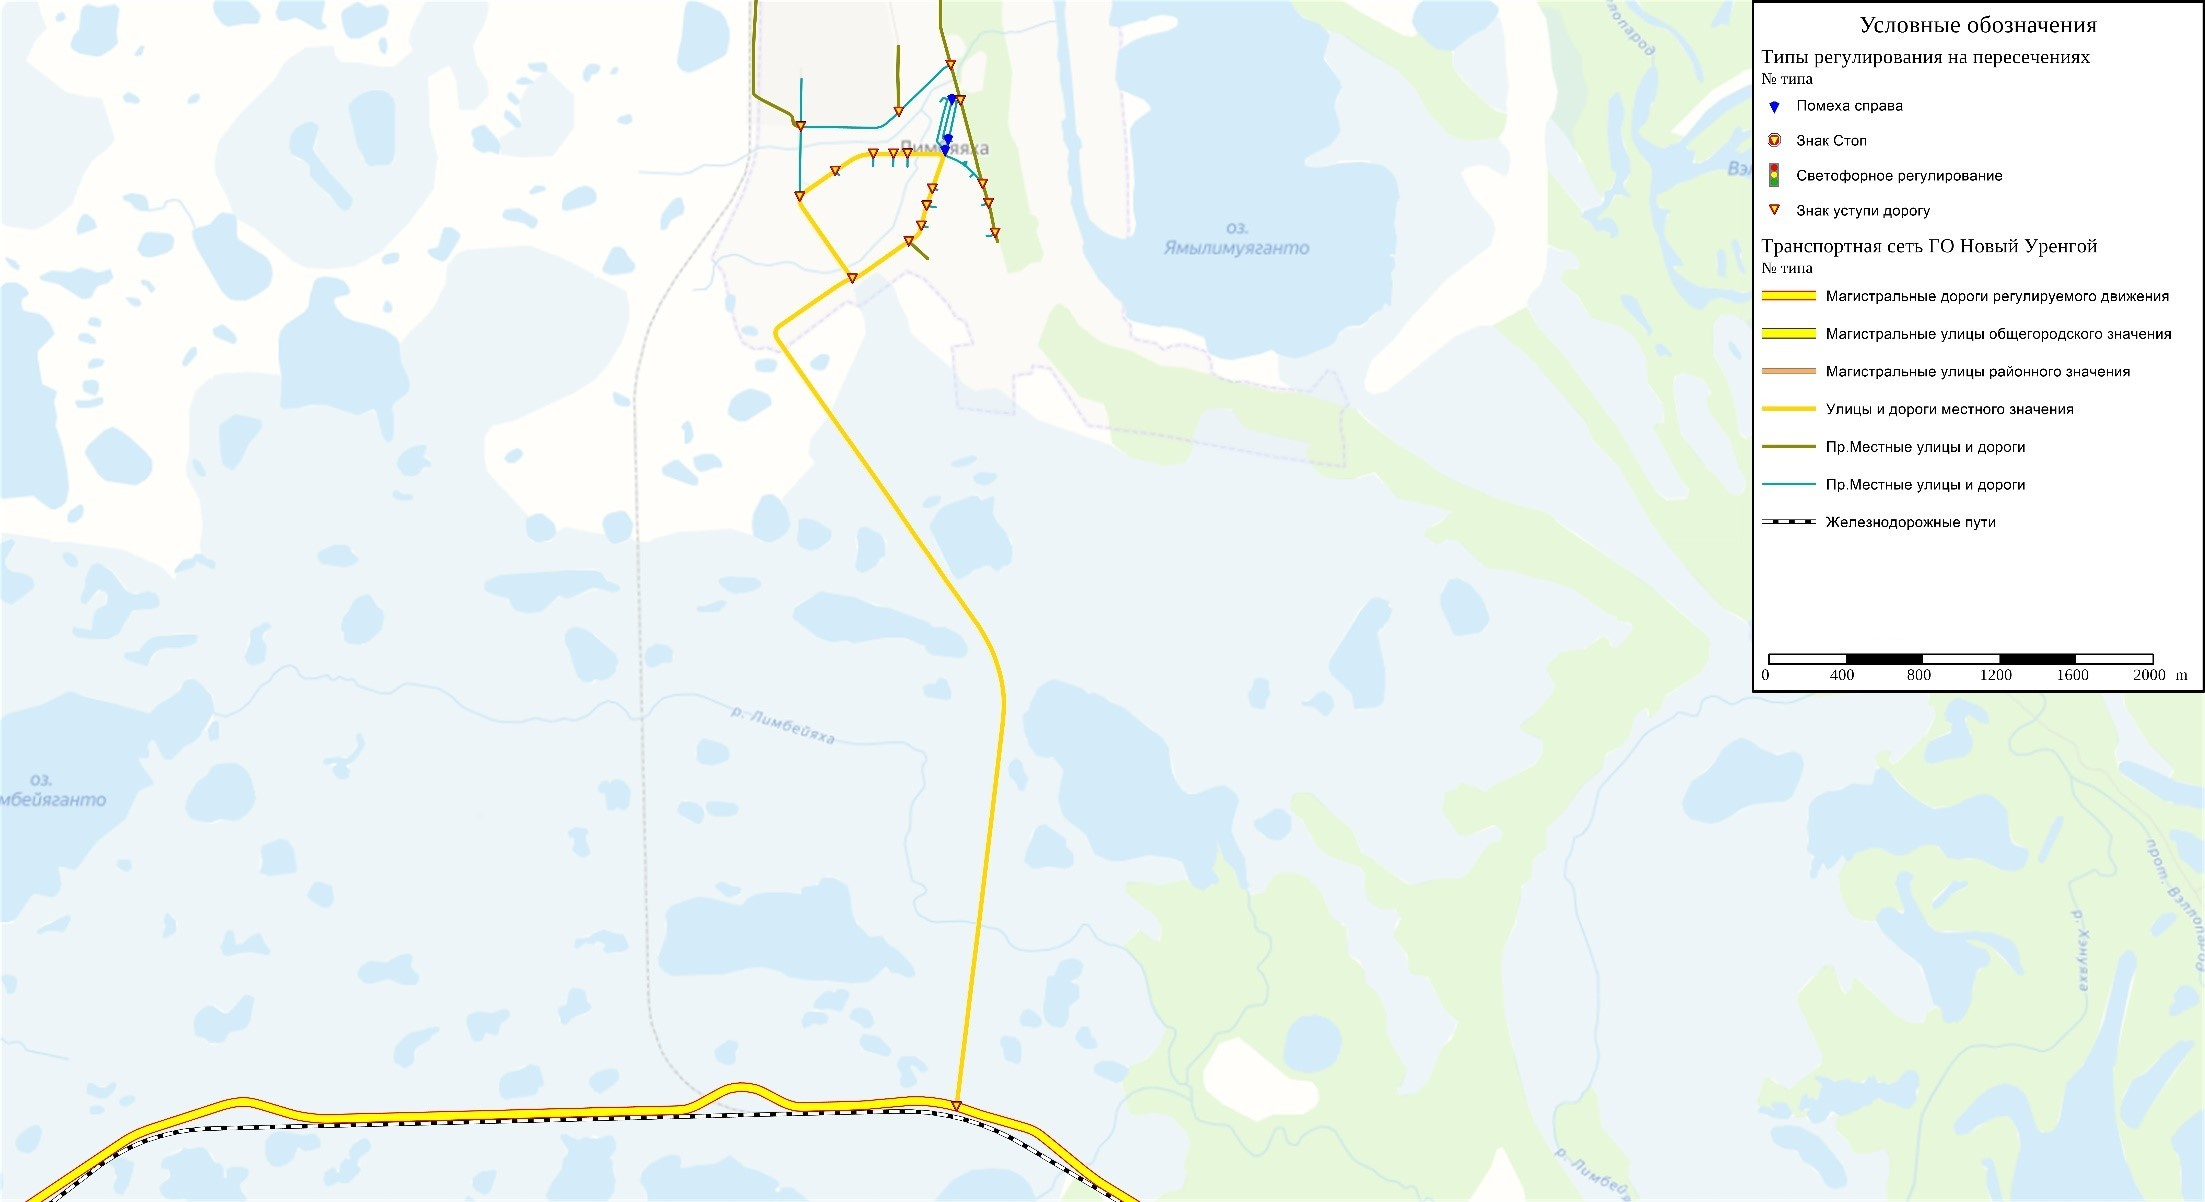 Условные обозначения
Типы регулирования на пересечениях
№ типа
Помеха справа
Знак Стоп
Светофорное регулирование
Знак уступи дорогу
Транспортная сеть ГО Новый Уренгой
№ типа
Магистральные дороги регулируемого движения
Магистральные улицы общегородского значения
Магистральные улицы районного значения
Улицы и дороги местного значения
Пр.Местные улицы и дороги
Пр.Местные улицы и дороги
Железнодорожные пути
0 400 800 1200 1600 2000 m
оз.
Ямылимуяганто
р. Лимбейяха
оз.
мбейяганто
р. Хэнуяха
р. Лимбей